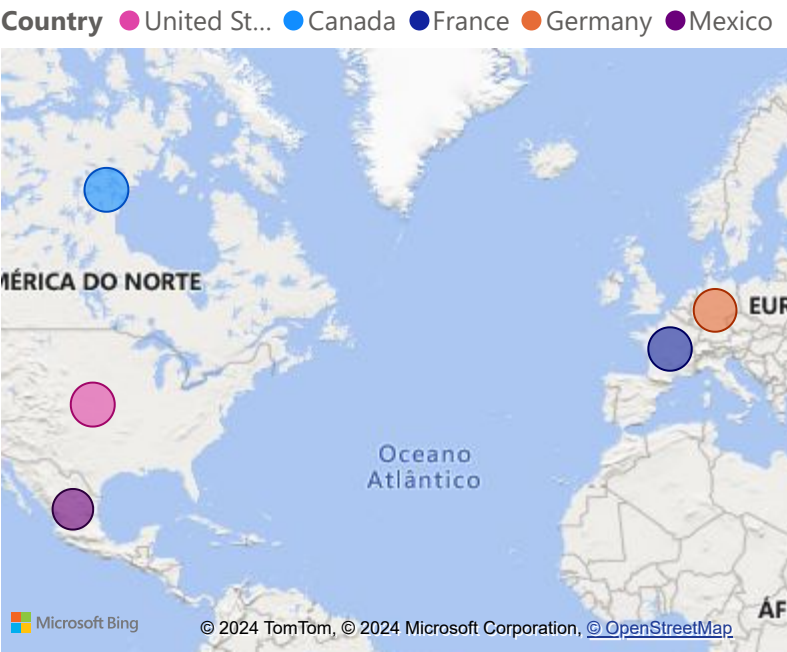 Country United St... Canada France Germany Mexico
MÉRICA DO NORTE
EUR
Oceano
Atlântico
ÁF
Microsoft Bing
© 2024 TomTom, © 2024 Microsoft Corporation, © OpenStreetMap